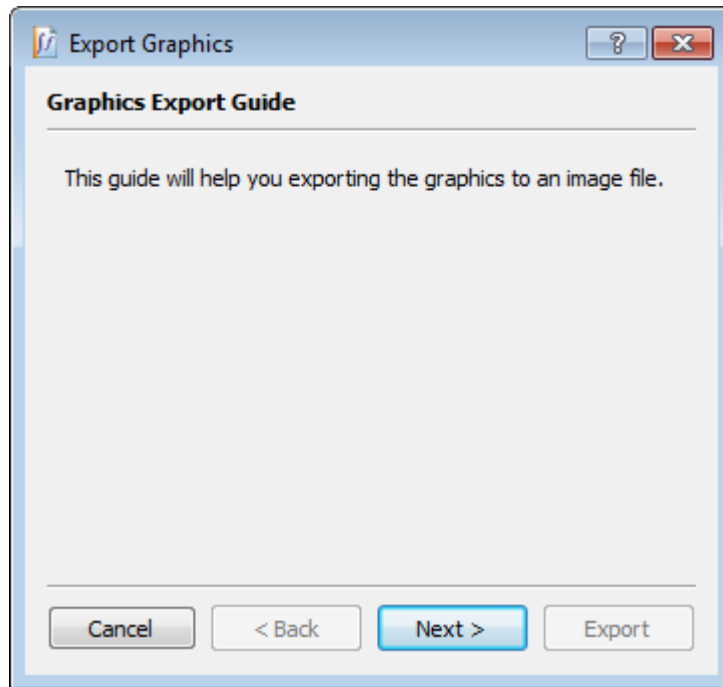 Export Graphics
Graphics Export Guide
This guide will help you exporting the graphics to an image file.
Cancel
< Back
Next >
Export